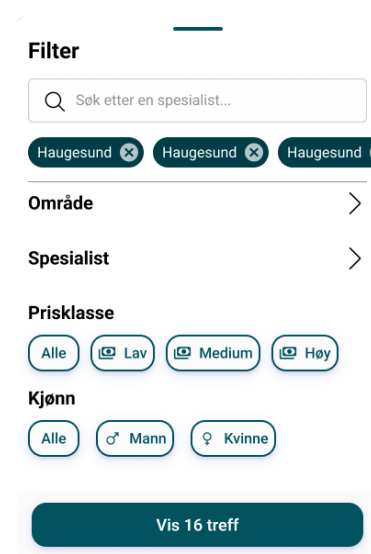 Filter
Søk etter en spesialist...
Haugesund Haugesund Haugesund
Område
Spesialist
Prisklasse
Alle Lav Medium Høy
Kjønn
Alle Mann Kvinne
Vis 16 treff